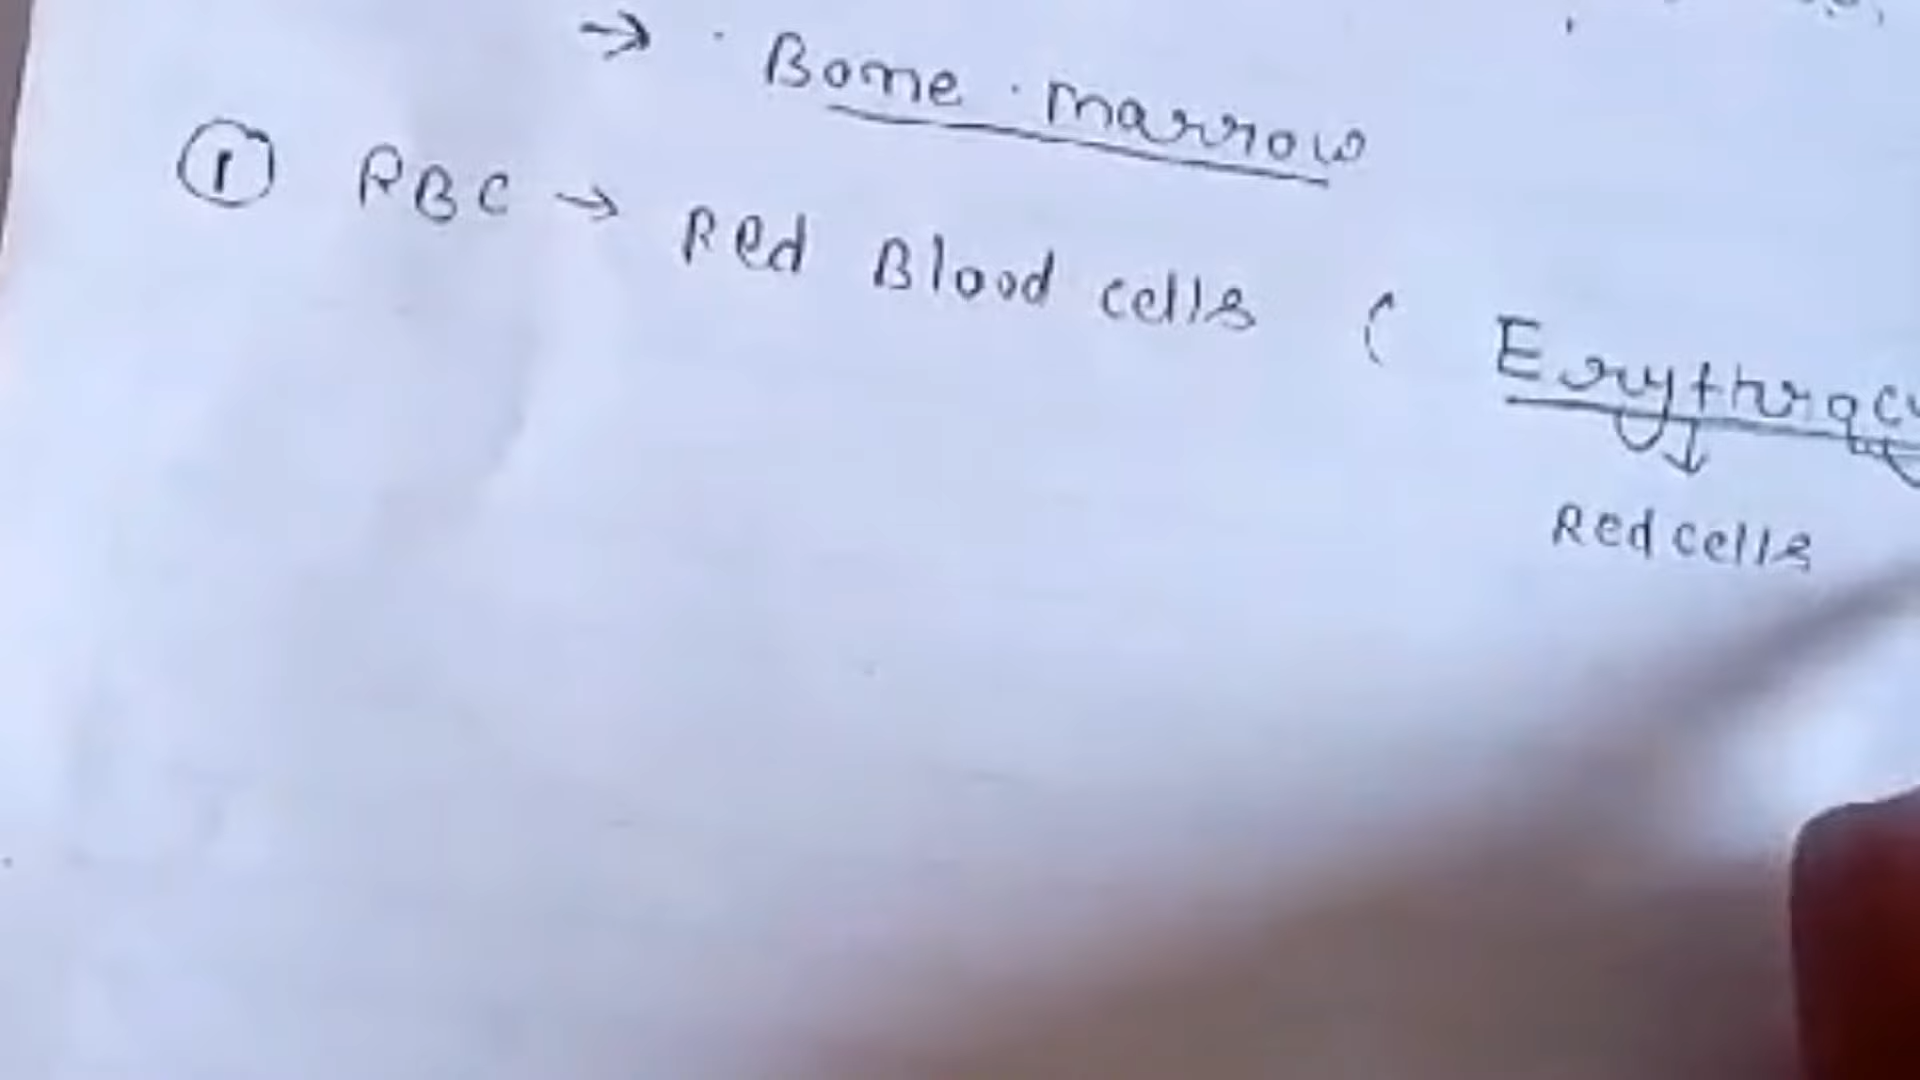 → · Bone · marrow
① RBC → Red Blood cells (
Red cells